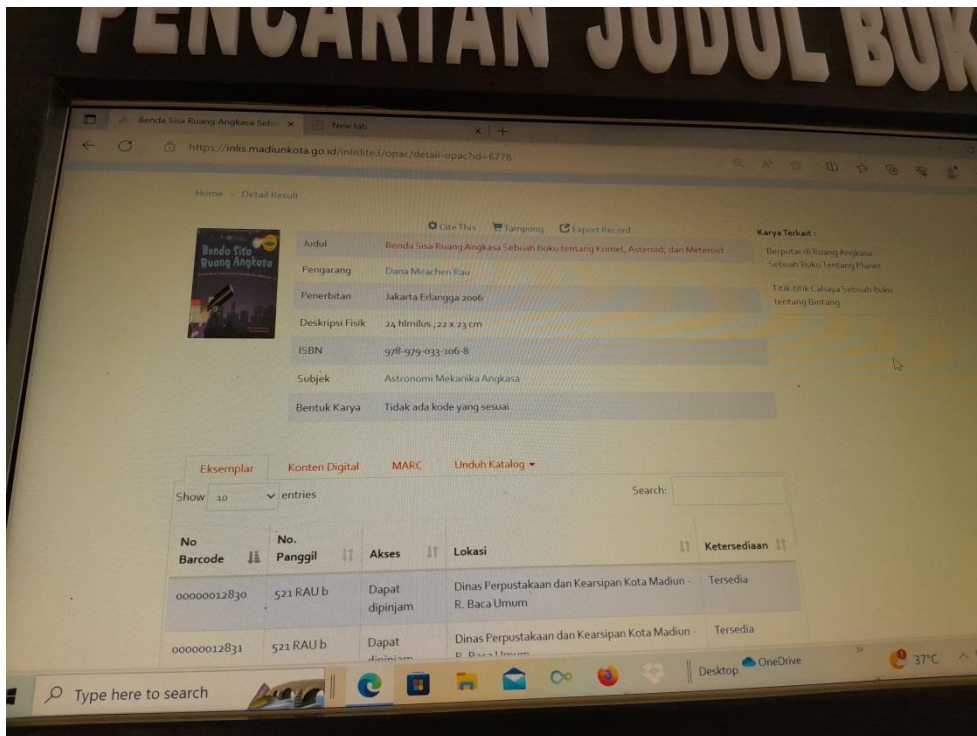 PENCARIAN JUDUL BUK
Benda Sisa Ruang Angkasa Seb
New tab
https://inlis.madiunkota.go.id/inlislite3/opac/detail-opac?id=6778
Home > Detail Result
Cite This Tampung Export Record
Benda Sisa
Ruang Angkasa
Judul Benda Sisa Ruang Angkasa Sebuah Buku tentang Komet, Asteroid, dan Meteroid
Pengarang Dana Meachen Rau
Penerbitan Jakarta Erlangga 2006
Deskripsi Fisik 24 hlmilus.;22 x 23 cm
ISBN 978-979-033-106-8
Subjek Astronomi Mekanika Angkasa
Bentuk Karya Tidak ada kode yang sesuai
Karya Terkait :
Berputar di Ruang Angkasa
Sebuah Buku Tentang Planet
Titik-titik Cahaya Sebuah Buku
tentang Bintang
Eksemplar Konten Digital MARC Unduh Katalog
Show 10 entries Search:
No Barcode No. Panggil Akses Lokasi Ketersediaan
00000012830 521 RAU b Dapat dipinjam Dinas Perpustakaan dan Kearsipan Kota Madiun - R. Baca Umum Tersedia
00000012831 521 RAU b Dapat dipinjam Dinas Perpustakaan dan Kearsipan Kota Madiun - R. Baca Umum Tersedia
Type here to search
Desktop OneDrive 37°C